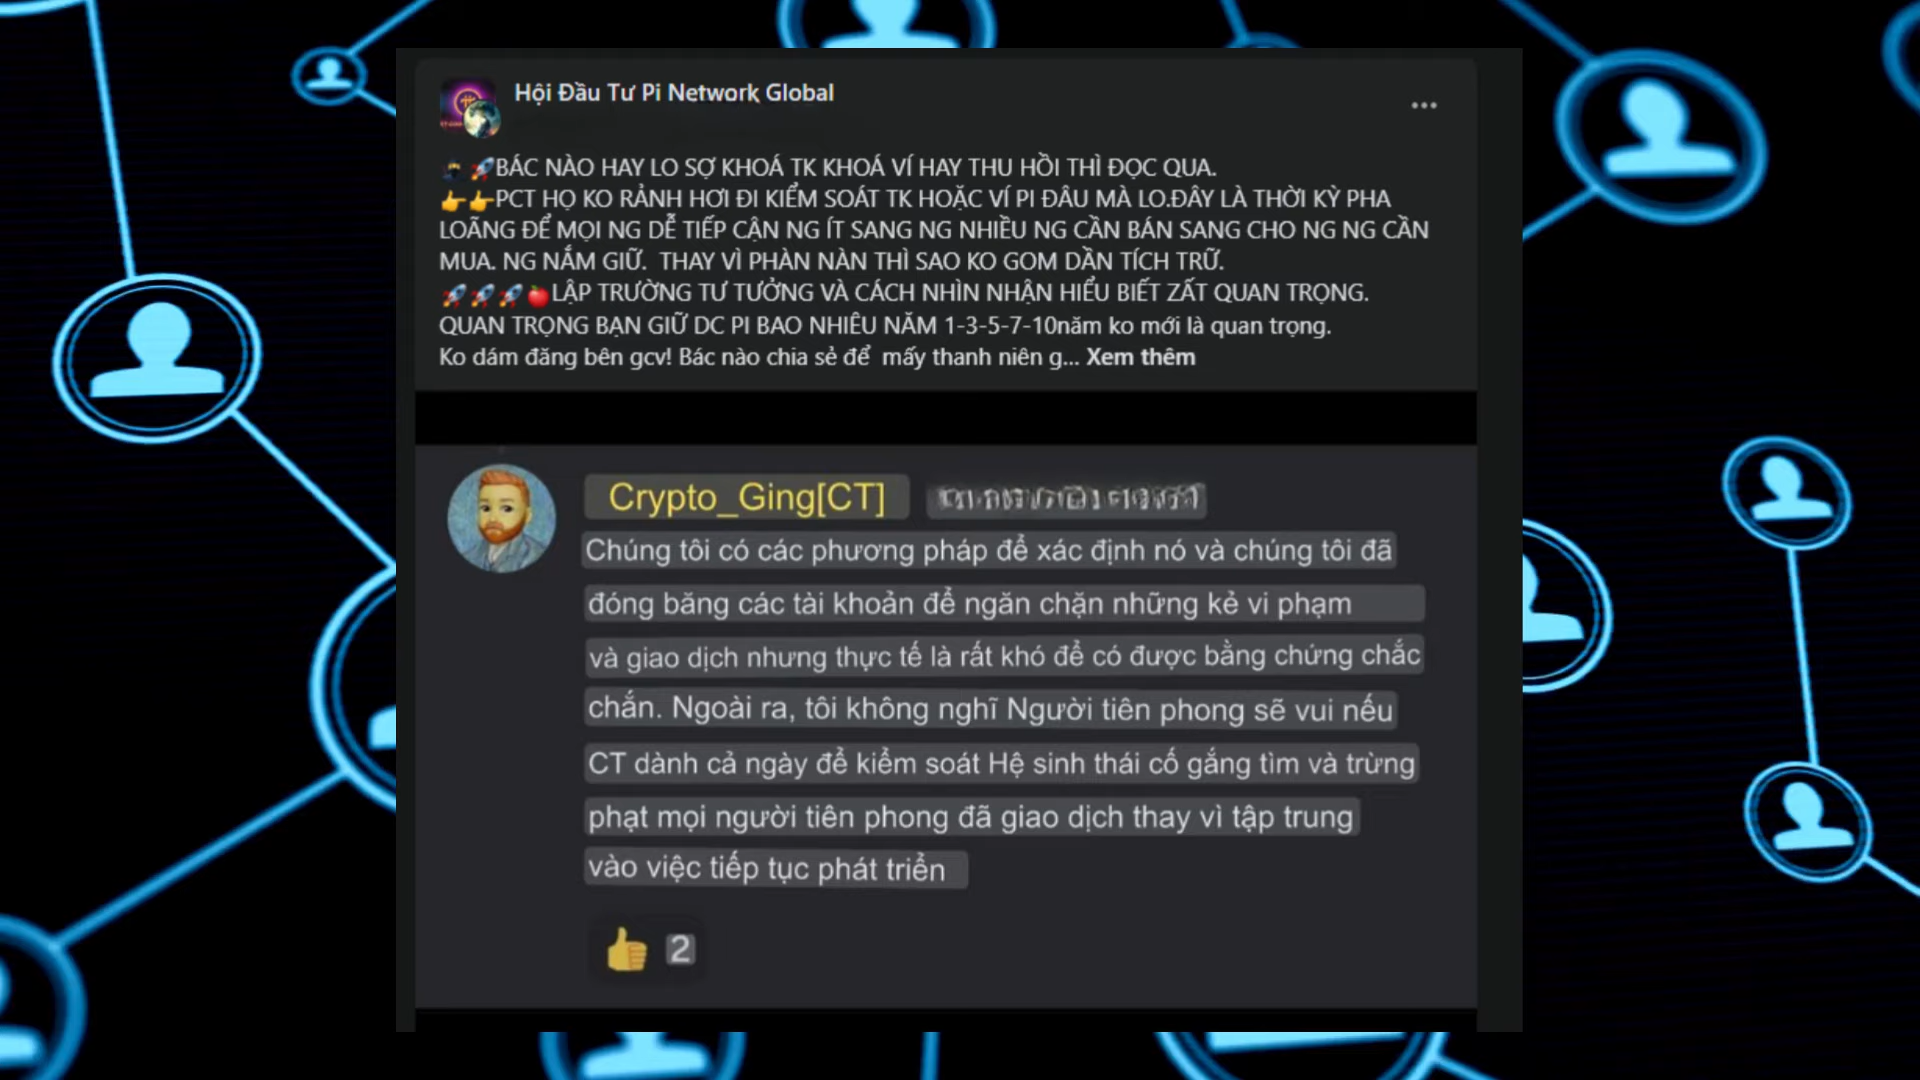 Hội Đầu Tư Pi Network Global
BÁC NÀO HAY LO SỢ KHOÁ TK KHOÁ VÍ HAY THU HỒI THÌ ĐỌC QUA.
PCT HỌ KO RẢNH HƠI ĐI KIỂM SOÁT TK HOẶC VÍ PI ĐÂU MÀ LO.ĐÂY LÀ THỜI KỲ PHA
LOÃNG ĐỂ MỌI NG DỄ TIẾP CẬN NG ÍT SANG NG NHIỀU NG CẦN BÁN SANG CHO NG NG CẦN
MUA. NG NẮM GIỮ. THAY VÌ PHÀN NÀN THÌ SAO KO GOM DẦN TÍCH TRỮ.
LẬP TRƯỜNG TƯ TƯỞNG VÀ CÁCH NHÌN NHẬN HIỂU BIẾT ZẤT QUAN TRỌNG.
QUAN TRỌNG BẠN GIỮ DC PI BAO NHIÊU NĂM 1-3-5-7-10năm ko mới là quan trọng.
Ko dám đăng bên gcv! Bác nào chia sẻ để mấy thanh niên g... Xem thêm
Crypto_Ging[CT]
Chúng tôi có các phương pháp để xác định nó và chúng tôi đã
đóng băng các tài khoản để ngăn chặn những kẻ vi phạm
và giao dịch nhưng thực tế là rất khó để có được bằng chứng chắc
chắn. Ngoài ra, tôi không nghĩ Người tiên phong sẽ vui nếu
CT dành cả ngày để kiểm soát Hệ sinh thái cố gắng tìm và trừng
phạt mọi người tiên phong đã giao dịch thay vì tập trung
vào việc tiếp tục phát triển
2